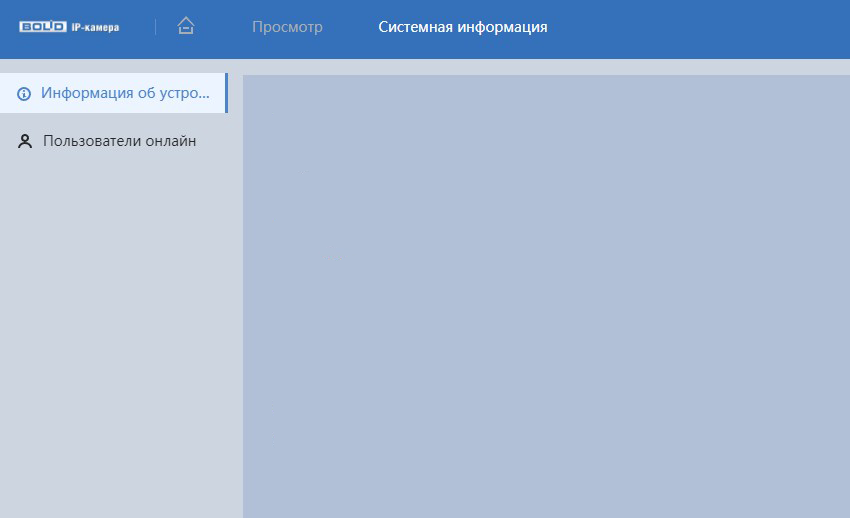 BOLID IP-камера
Просмотр
Системная информация
Информация об устро...
Пользователи онлайн